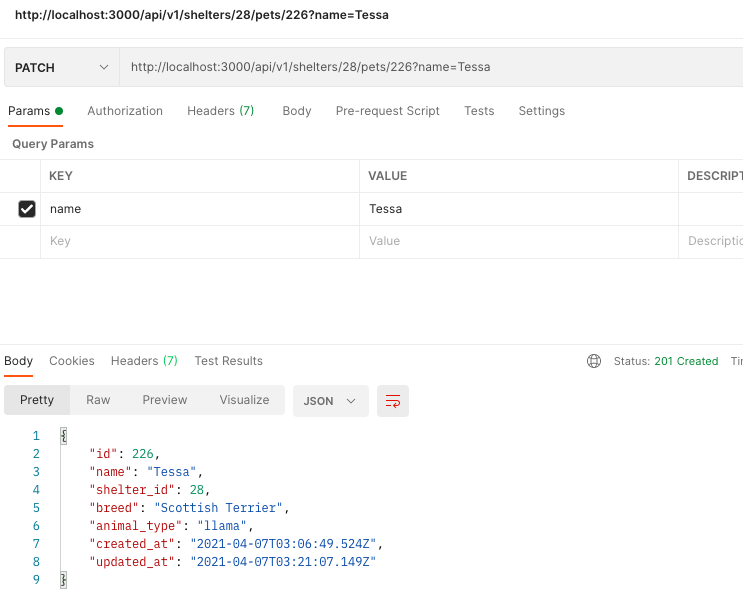 http://localhost:3000/api/v1/shelters/28/pets/226?name=Tessa
PATCH http://localhost:3000/api/v1/shelters/28/pets/226?name=Tessa
Params Authorization Headers (7) Body Pre-request Script Tests Settings
Query Params
KEY VALUE DESCRIPT
name Tessa
Key Value Descriptic
Body Cookies Headers (7) Test Results Status: 201 Created Tir
Pretty Raw Preview Visualize JSON
1 {
2 "id": 226,
3 "name": "Tessa",
4 "shelter_id": 28,
5 "breed": "Scottish Terrier",
6 "animal_type": "llama",
7 "created_at": "2021-04-07T03:06:49.524Z",
8 "updated_at": "2021-04-07T03:21:07.149Z"
9 }